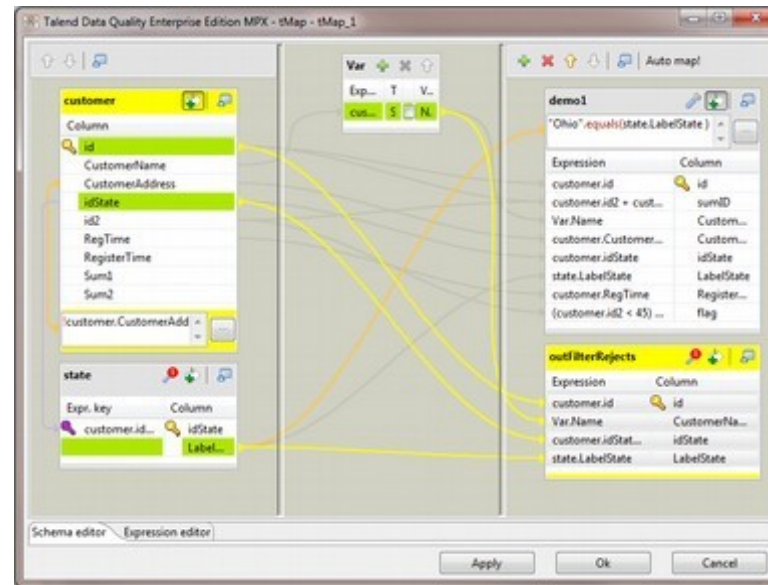 Talend Data Quality Enterprise Edition MPX - tMap - tMap_1
customer
Column
id
CustomerName
CustomerAddress
idState
id2
RegTime
RegisterTime
Sum1
Sum2
!customer.CustomerAdd
...
state
Expr. key Column
customer.id... idState
Label...
Var
Exp... T V...
cus... S N.
Auto map!
demo1
"Ohio".equals(state.LabelState )
...
Expression Column
customer.id id
customer.id2 + cust... sumID
Var.Name Custom...
customer.Customer... Custom...
customer.idState idState
state.LabelState LabelState
customer.RegTime Register...
(customer.id2 < 45) ... flag
outFilterRejects
Expression Column
customer.id id
Var.Name CustomerNa...
customer.idStat... idState
state.LabelState LabelState
Schema editor Expression editor
Apply Ok Cancel